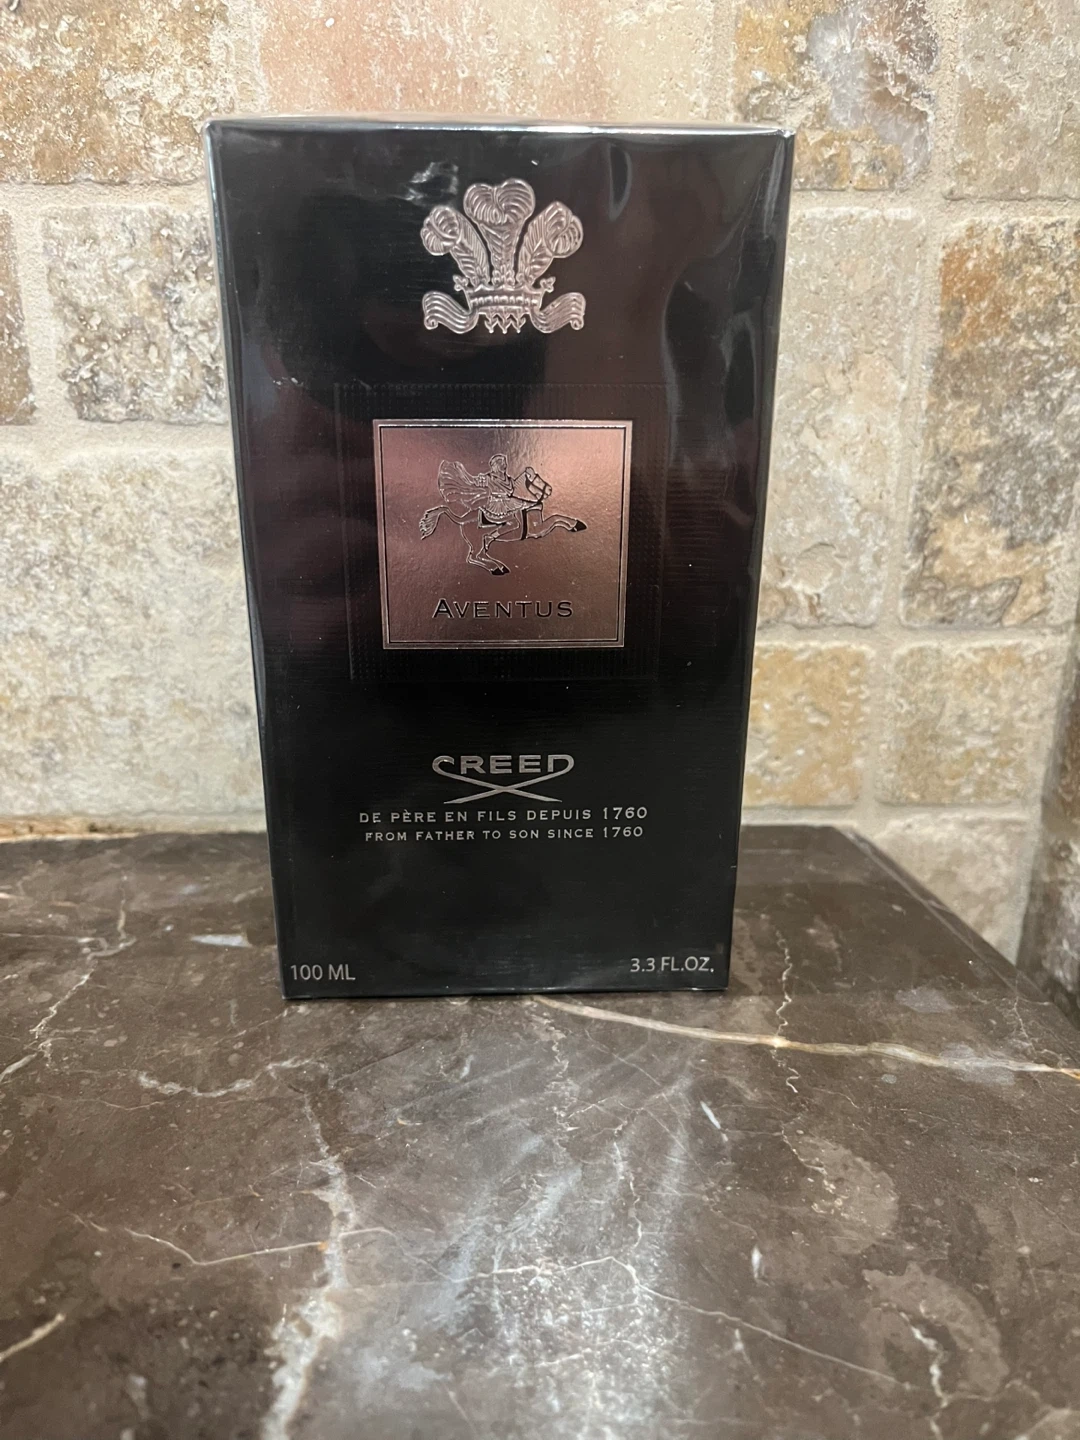 AVENTUS
CREED
DE PÈRE EN FILS DEPUIS 1760
FROM FATHER TO SON SINCE 1760
100 ML
3.3 FL.OZ.